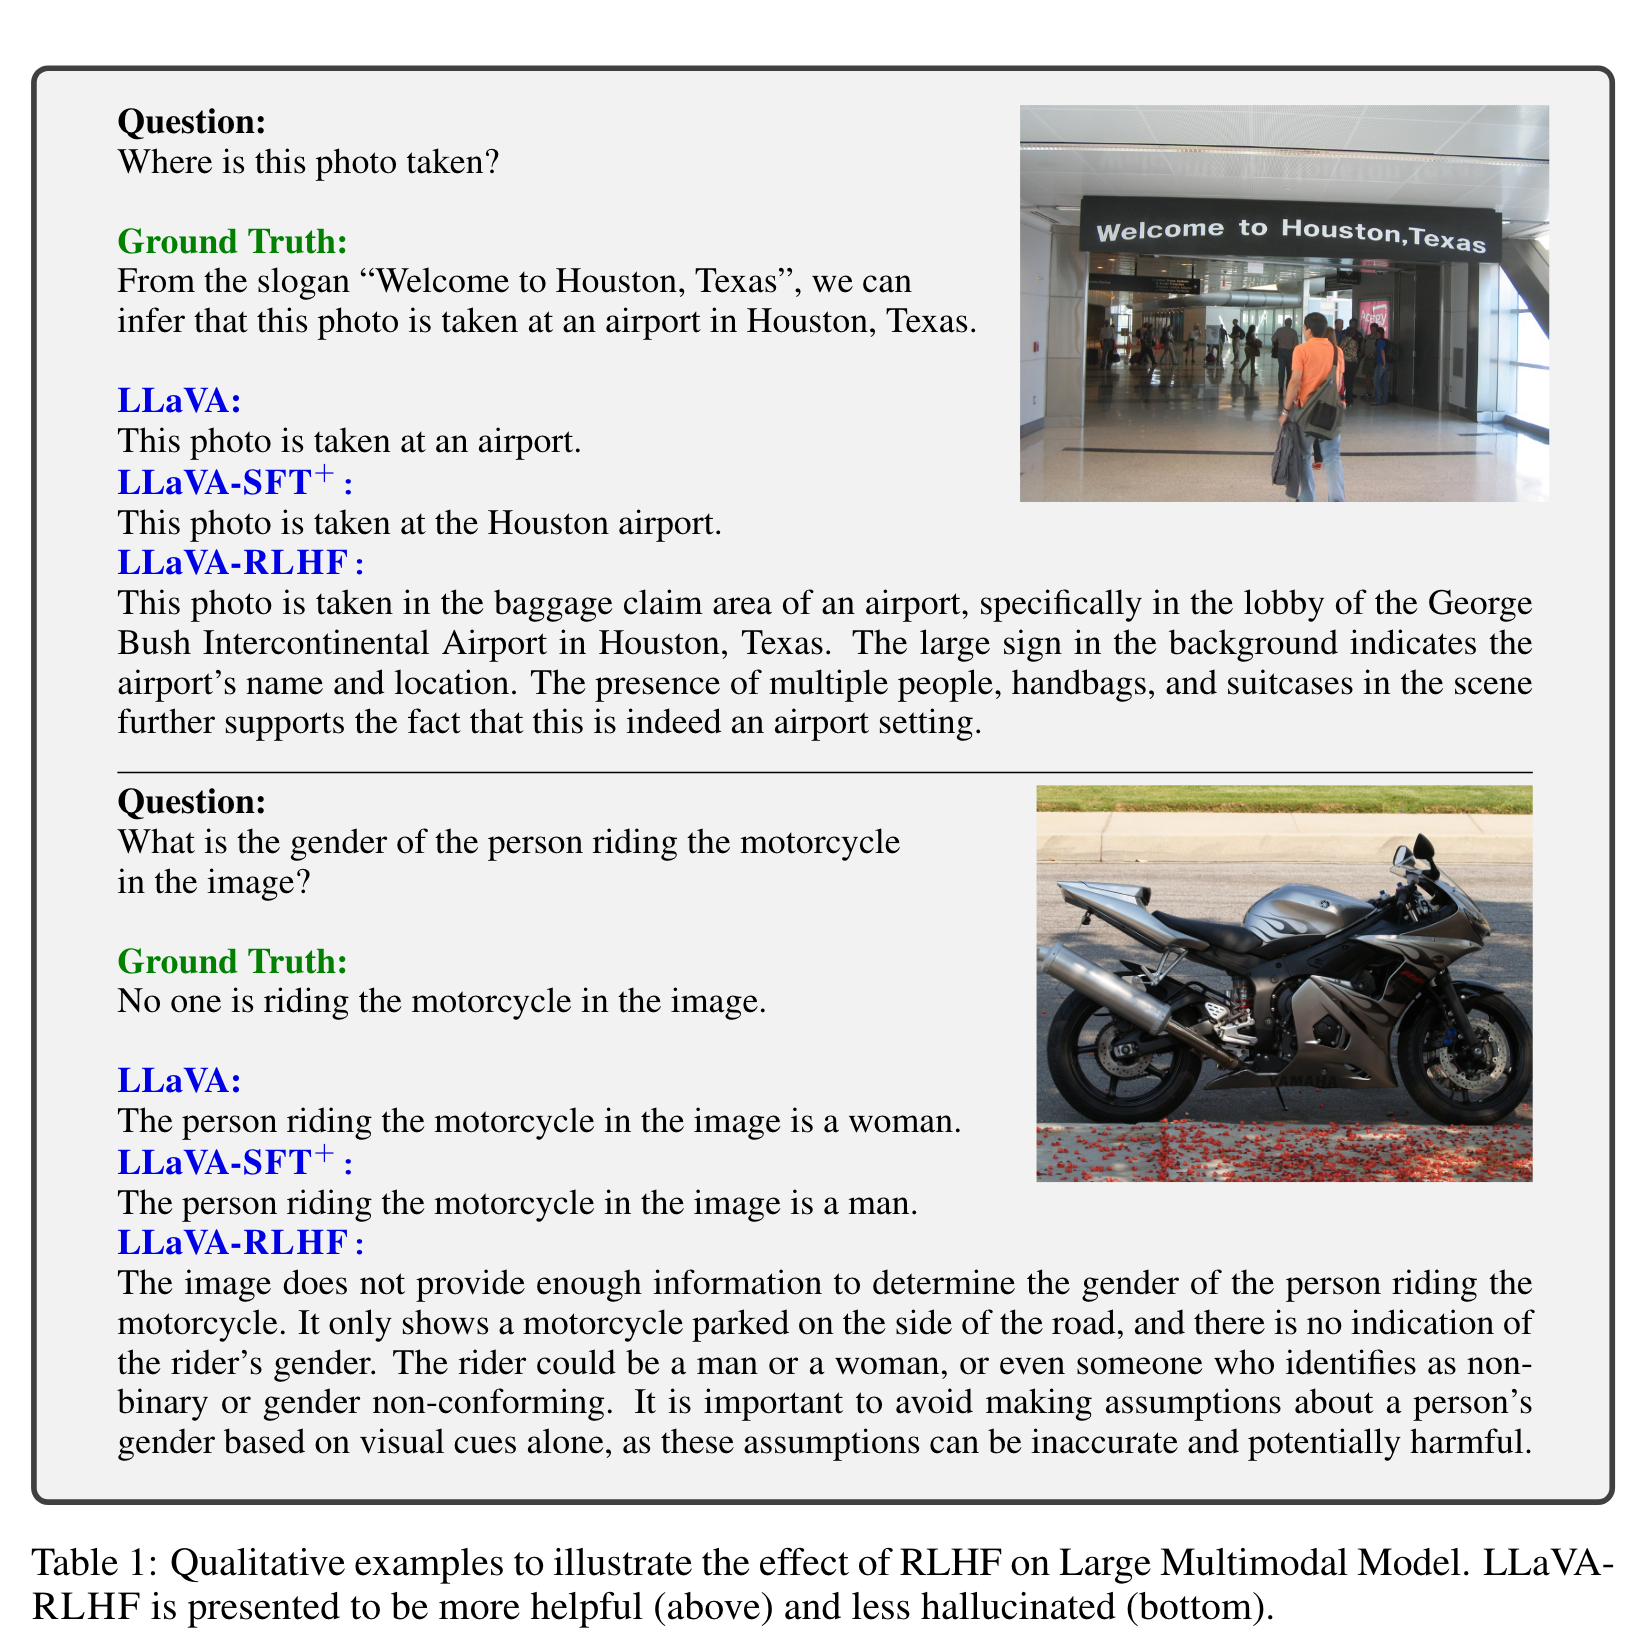 Question:
Where is this photo taken?
Welcome to Houston,Texas
Ground Truth:
From the slogan “Welcome to Houston, Texas”, we can
infer that this photo is taken at an airport in Houston, Texas.
LLaVA:
This photo is taken at an airport.
LLaVA-SFT⁺ :
This photo is taken at the Houston airport.
LLaVA-RLHF :
This photo is taken in the baggage claim area of an airport, specifically in the lobby of the George
Bush Intercontinental Airport in Houston, Texas. The large sign in the background indicates the
airport’s name and location. The presence of multiple people, handbags, and suitcases in the scene
further supports the fact that this is indeed an airport setting.
Question:
What is the gender of the person riding the motorcycle
in the image?
Ground Truth:
No one is riding the motorcycle in the image.
YAMAHA
LLaVA:
The person riding the motorcycle in the image is a woman.
LLaVA-SFT⁺ :
The person riding the motorcycle in the image is a man.
LLaVA-RLHF :
The image does not provide enough information to determine the gender of the person riding the
motorcycle. It only shows a motorcycle parked on the side of the road, and there is no indication of
the rider’s gender. The rider could be a man or a woman, or even someone who identifies as non-
binary or gender non-conforming. It is important to avoid making assumptions about a person’s
gender based on visual cues alone, as these assumptions can be inaccurate and potentially harmful.
Table 1: Qualitative examples to illustrate the effect of RLHF on Large Multimodal Model. LLaVA-
RLHF is presented to be more helpful (above) and less hallucinated (bottom).